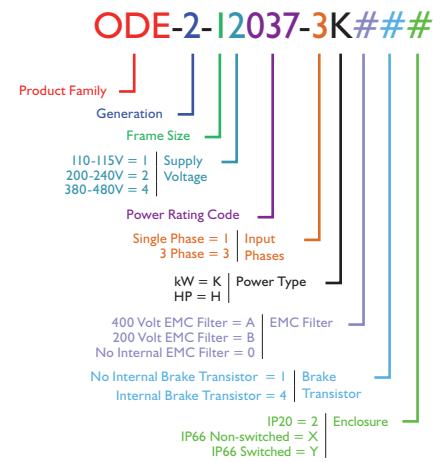 ODE-2-12037-3K###
Product Family
Generation
Frame Size
110-115V = 1
200-240V = 2
380-480V = 4
Supply
Voltage
Power Rating Code
Single Phase = 1
3 Phase = 3
Input
Phases
kW = K
HP = H
Power Type
400 Volt EMC Filter = A
200 Volt EMC Filter = B
No Internal EMC Filter = 0
EMC Filter
No Internal Brake Transistor = 1
Internal Brake Transistor = 4
Brake
Transistor
IP20 = 2
IP66 Non-switched = X
IP66 Switched = Y
Enclosure